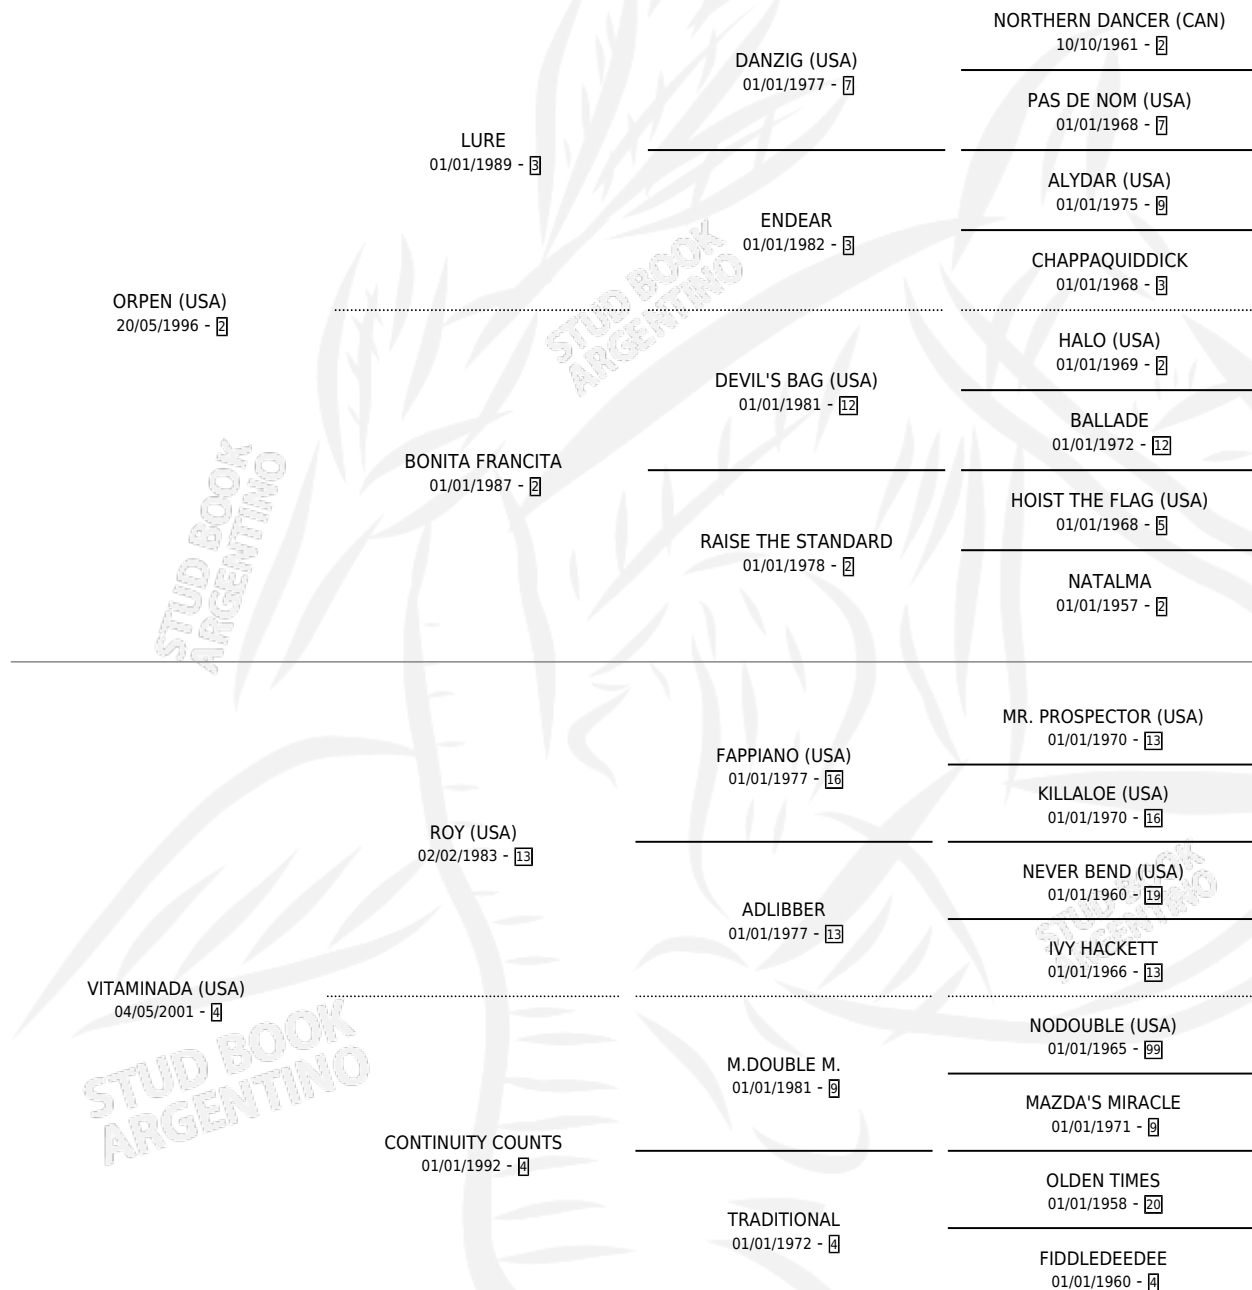 NORTHERN DANCER (CAN)
10/10/1961 - 2
DANZIG (USA)
01/01/1977 - 7
PAS DE NOM (USA)
01/01/1968 - 7
LURE
01/01/1989 - 3
ALYDAR (USA)
01/01/1975 - 9
ENDEAR
01/01/1982 - 3
CHAPPAQUIDDICK
01/01/1968 - 3
ORPEN (USA)
20/05/1996 - 2
HALO (USA)
01/01/1969 - 2
DEVIL'S BAG (USA)
01/01/1981 - 12
BALLADE
01/01/1972 - 12
BONITA FRANCITA
01/01/1987 - 2
HOIST THE FLAG (USA)
01/01/1968 - 5
RAISE THE STANDARD
01/01/1978 - 2
NATALMA
01/01/1957 - 2
MR. PROSPECTOR (USA)
01/01/1970 - 13
FAPPIANO (USA)
01/01/1977 - 16
KILLALOE (USA)
01/01/1970 - 16
ROY (USA)
02/02/1983 - 13
NEVER BEND (USA)
01/01/1960 - 19
ADLIBBER
01/01/1977 - 13
IVY HACKETT
01/01/1966 - 13
VITAMINADA (USA)
04/05/2001 - 4
NODOUBLE (USA)
01/01/1965 - 99
M.DOUBLE M.
01/01/1981 - 9
MAZDA'S MIRACLE
01/01/1971 - 9
CONTINUITY COUNTS
01/01/1992 - 4
OLDEN TIMES
01/01/1958 - 20
TRADITIONAL
01/01/1972 - 4
FIDDLEDEEDEE
01/01/1960 - 4
STUD BOOK
ARGENTINO
STUD BOOK
ARGENTINO
STUD BOOK
ARGENTINO
STUD BOOK
ARGENTINO